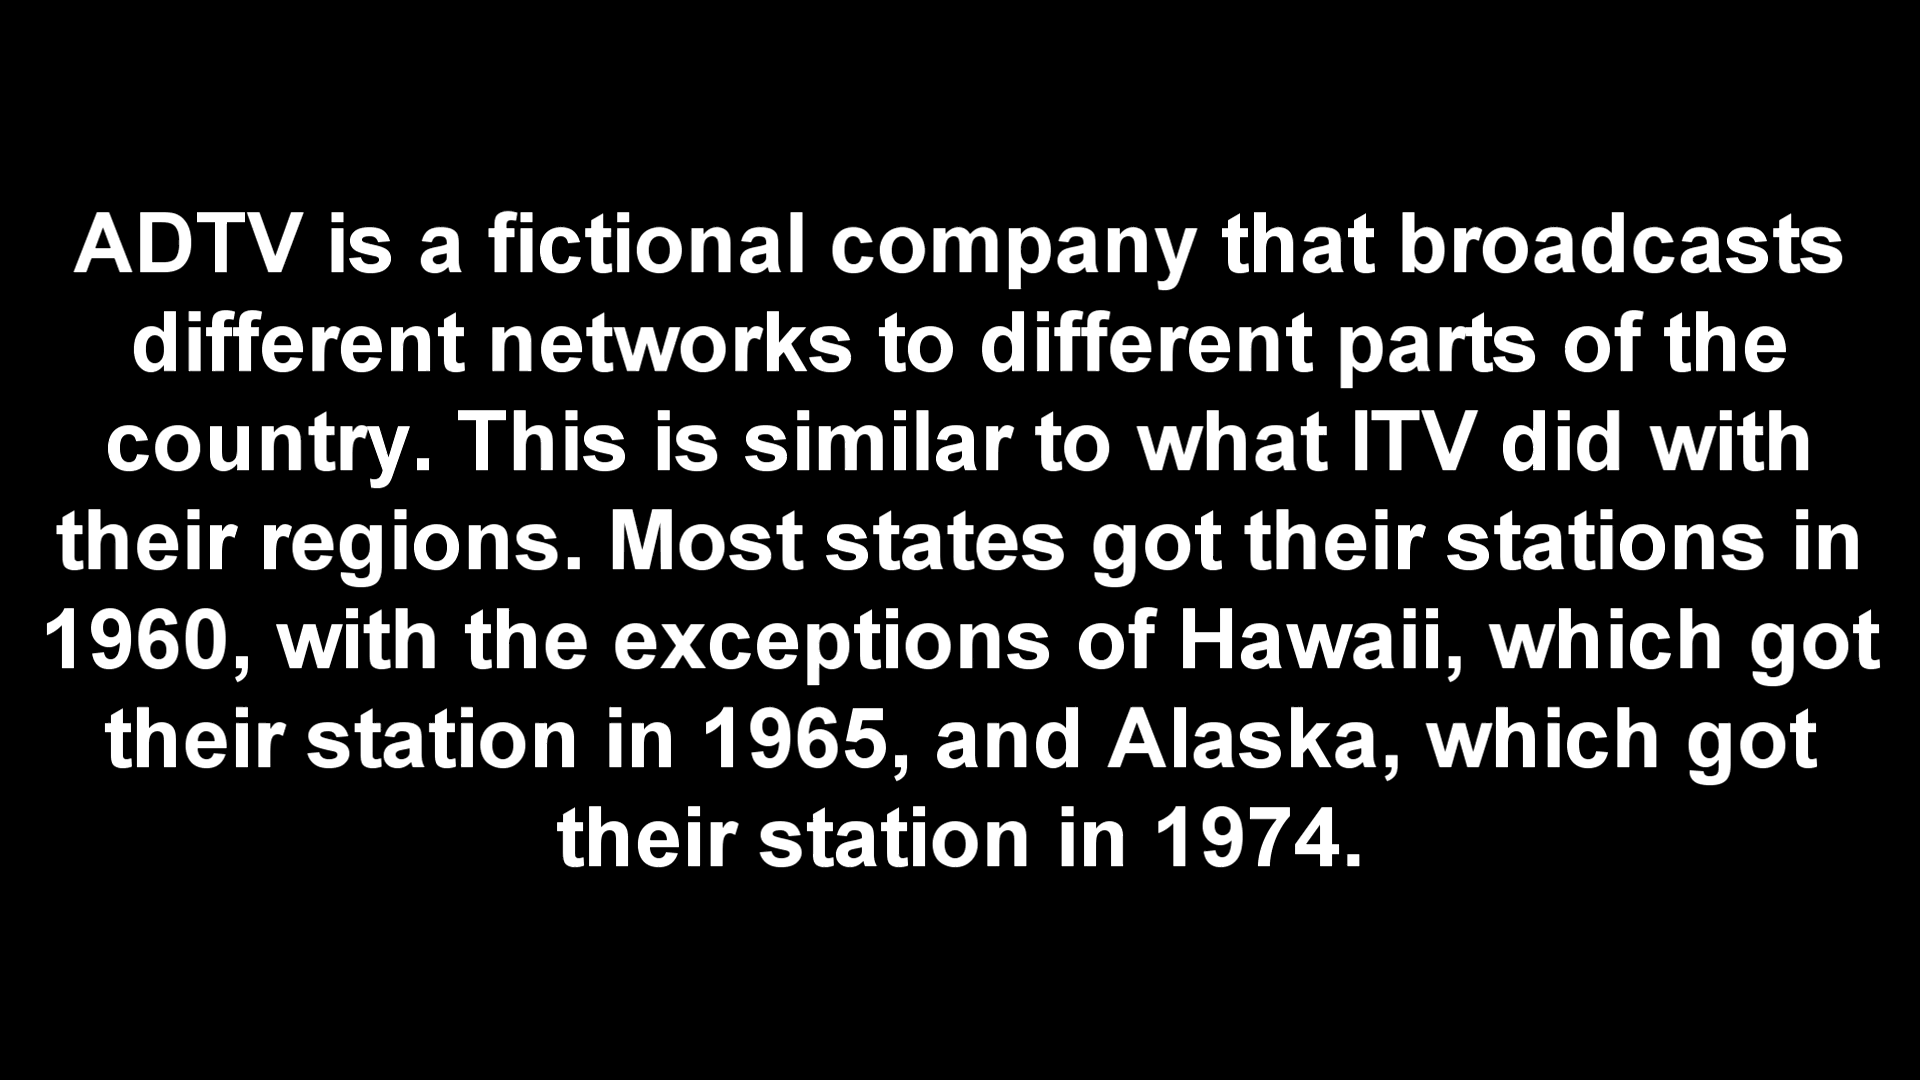 ADTV is a fictional company that broadcasts
different networks to different parts of the
country. This is similar to what ITV did with
their regions. Most states got their stations in
1960, with the exceptions of Hawaii, which got
their station in 1965, and Alaska, which got
their station in 1974.